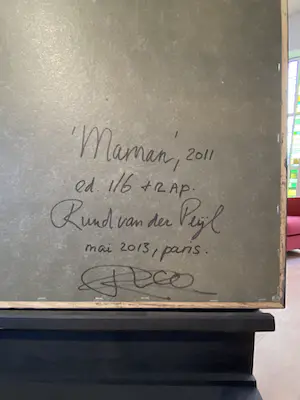 'Maman', 2011
ed. 1/6 + 2 AP.
Ruud van der Peijl
mai 2013, paris.